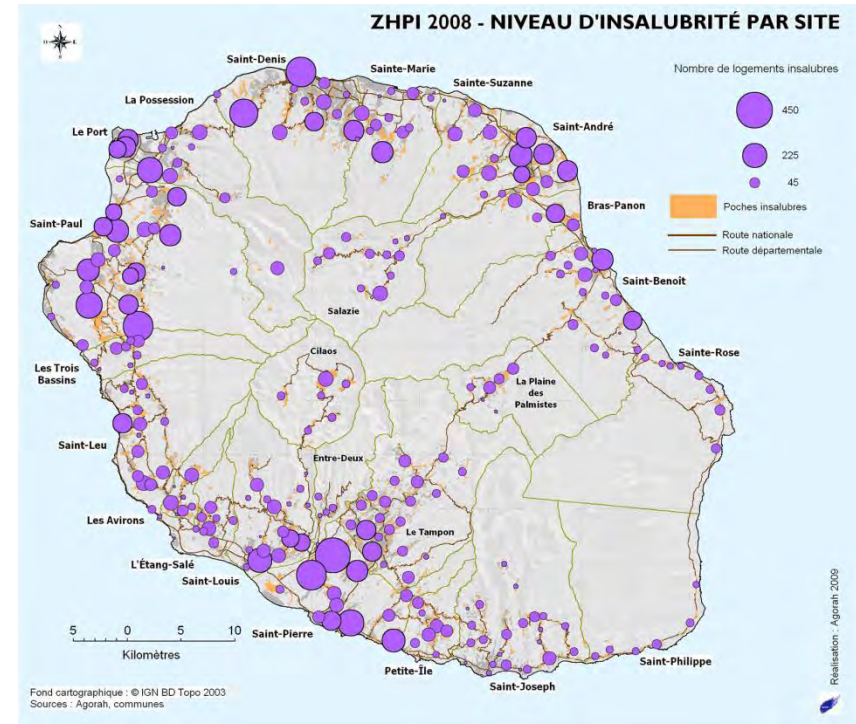 ZHPI 2008 - NIVEAU D'INSALUBRITÉ PAR SITE
Nombre de logements insalubres
450
225
45
Poches insalubres
Route nationale
Route départementale
Saint-Denis
Sainte-Marie
Sainte-Suzanne
La Possession
Le Port
Saint-André
Bras-Panon
Saint-Paul
Saint-Benoît
Salazie
Sainte-Rose
Cilaos
Les Trois
Bassins
La Plaine
des
Palmistes
Saint-Leu
Entre-Deux
Les Avirons
Le Tampon
L'Étang-Salé
Saint-Louis
Saint-Pierre
Petite-Île
Saint-Joseph
Saint-Philippe
5 0 5 10
Kilomètres
Fond cartographique : © IGN BD Topo 2003
Sources : Agorah, communes
Réalisation : Agorah 2009